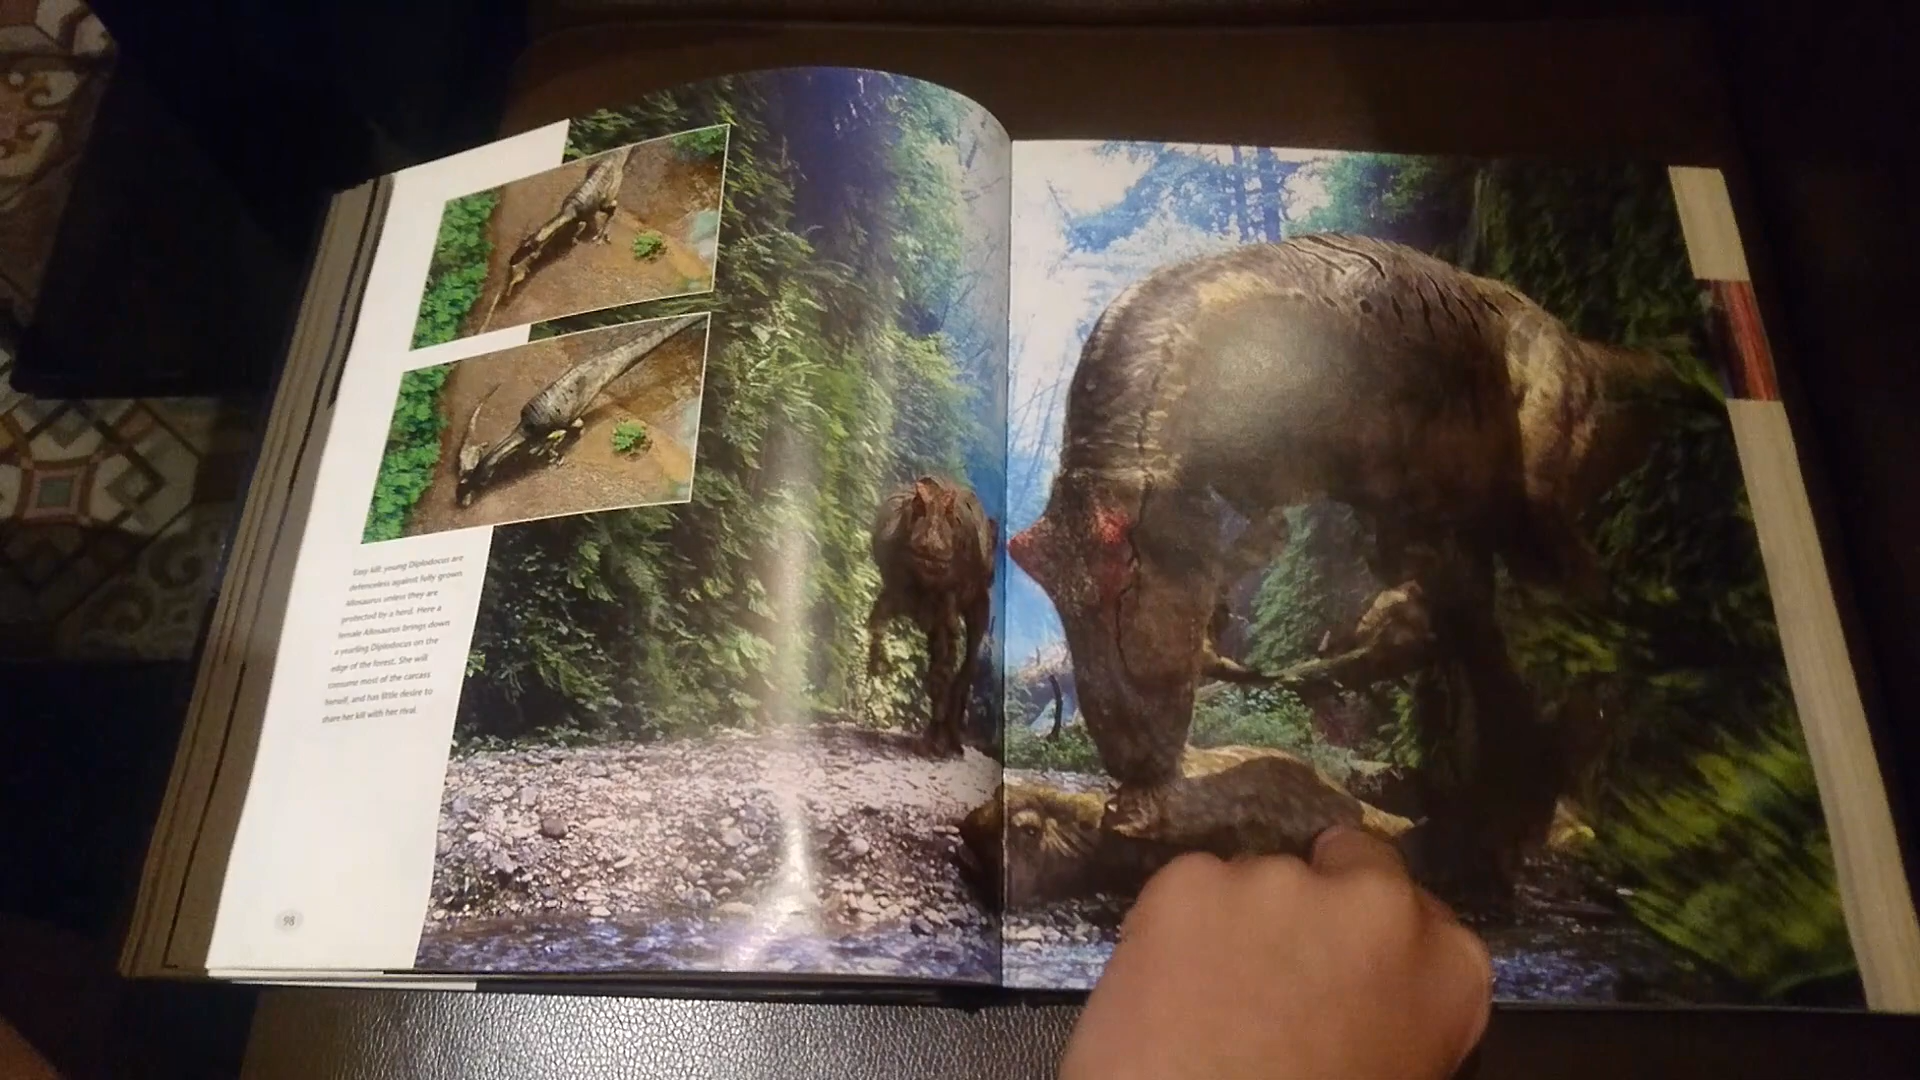 Easy kill: young Diplodocus are
defenceless against fully grown
Allosaurus unless they are
protected by a herd. Here a
female Allosaurus brings down
a yearling Diplodocus on the
edge of the forest. She will
consume most of the carcass
herself, and has little desire to
share her kill with her rival.
98